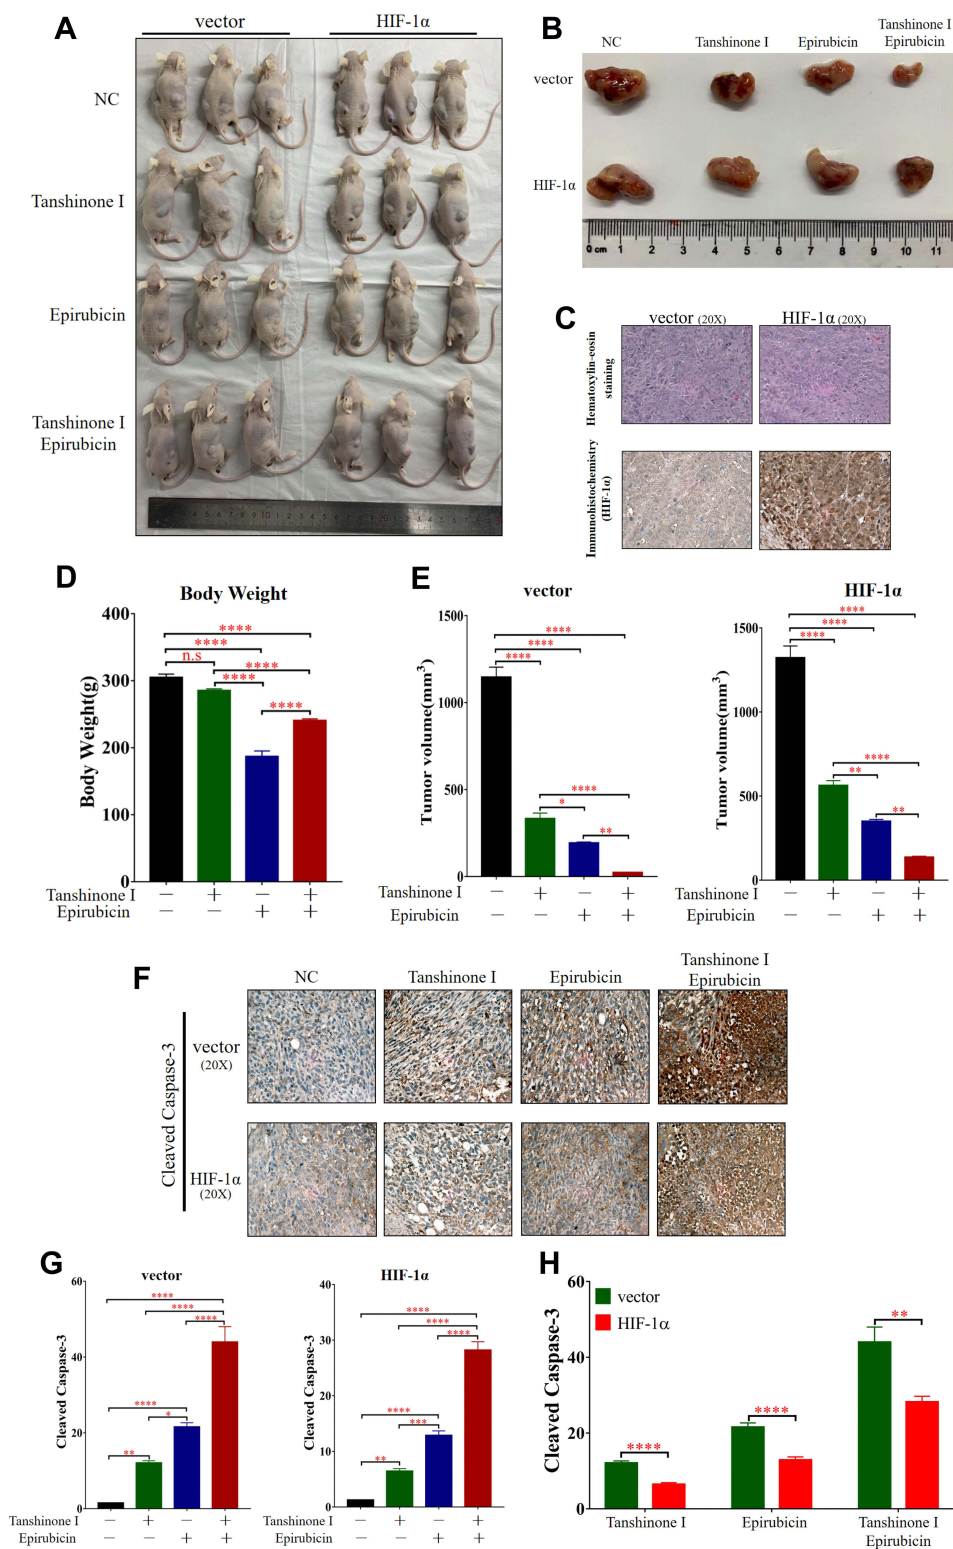 A
vector
HIF-1α
NC
Tanshinone I
Epirubicin
Tanshinone I
Epirubicin
B
NC
Tanshinone I
Epirubicin
Tanshinone I
Epirubicin
vector
HIF-1α
0 cm 1 2 3 4 5 6 7 8 9 10 11
C
vector (20X)
HIF-1α (20X)
Hematoxylin-eosin
staining
Immunohistochemistry
(HIF-1α)
D
Body Weight
Body Weight(g)
400
300
200
100
0
****
****
n.s
****
****
****
Tanshinone I − + − +
Epirubicin − − + +
E
vector
Tumor volume(mm³)
1500
1000
500
0
****
****
****
****
*
**
Tanshinone I − + − +
Epirubicin − − + +
HIF-1α
Tumor volume(mm³)
1500
1000
500
0
****
****
****
****
**
**
Tanshinone I − + − +
Epirubicin − − + +
F
NC
Tanshinone I
Epirubicin
Tanshinone I
Epirubicin
Cleaved Caspase-3
vector
(20X)
HIF-1α
(20X)
G
vector
Cleaved Caspase-3
60
40
20
0
****
****
****
****
*
**
Tanshinone I − + − +
Epirubicin − − + +
HIF-1α
Cleaved Caspase-3
40
30
20
10
0
****
****
****
****
***
**
Tanshinone I − + − +
Epirubicin − − + +
H
Cleaved Caspase-3
60
40
20
0
vector
HIF-1α
****
****
**
Tanshinone I
Epirubicin
Tanshinone I
Epirubicin